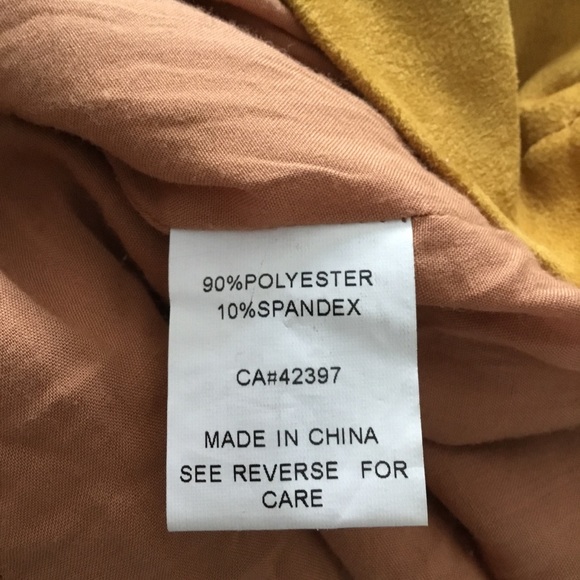 90%POLYESTER
10%SPANDEX
CA#42397
MADE IN CHINA
SEE REVERSE FOR
CARE